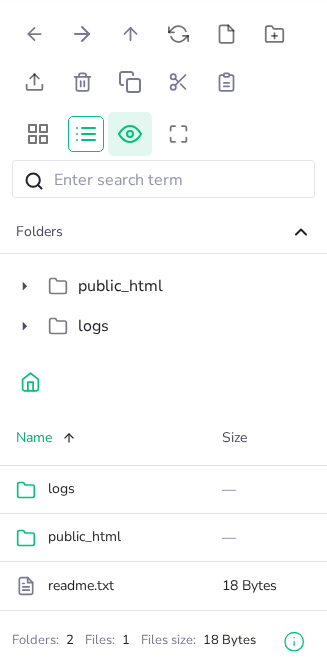 Enter search term
Folders
public_html
logs
Name Size
logs —
public_html —
readme.txt 18 Bytes
Folders: 2 Files: 1 Files size: 18 Bytes